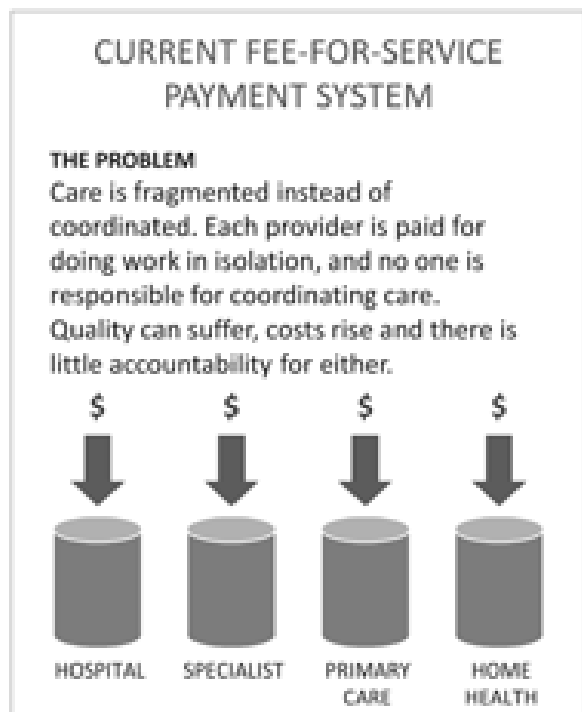 CURRENT FEE-FOR-SERVICE
PAYMENT SYSTEM
THE PROBLEM
Care is fragmented instead of
coordinated. Each provider is paid for
doing work in isolation, and no one is
responsible for coordinating care.
Quality can suffer, costs rise and there is
little accountability for either.
$ $ $ $
HOSPITAL SPECIALIST PRIMARY HOME
CARE HEALTH